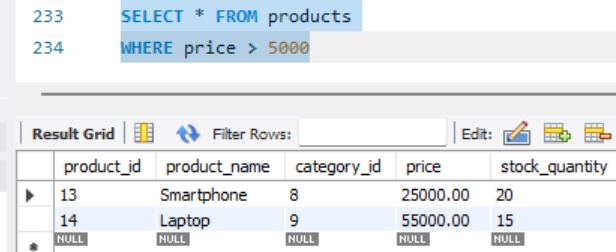 233 SELECT * FROM products
234 WHERE price > 5000
Result Grid Filter Rows: Edit:
product_id product_name category_id price stock_quantity
13 Smartphone 8 25000.00 20
14 Laptop 9 55000.00 15
NULL NULL NULL NULL NULL